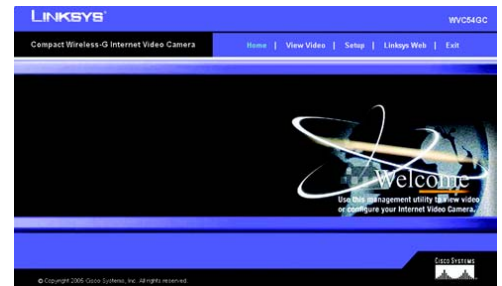 LINKSYS®
WVC54GC
Compact Wireless-G Internet Video Camera
Home | View Video | Setup | Linksys Web | Exit
Welcome
Use this management utility to view video
or configure your Internet Video Camera.
CISCO SYSTEMS
© Copyright 2005 Cisco Systems, Inc. All rights reserved.